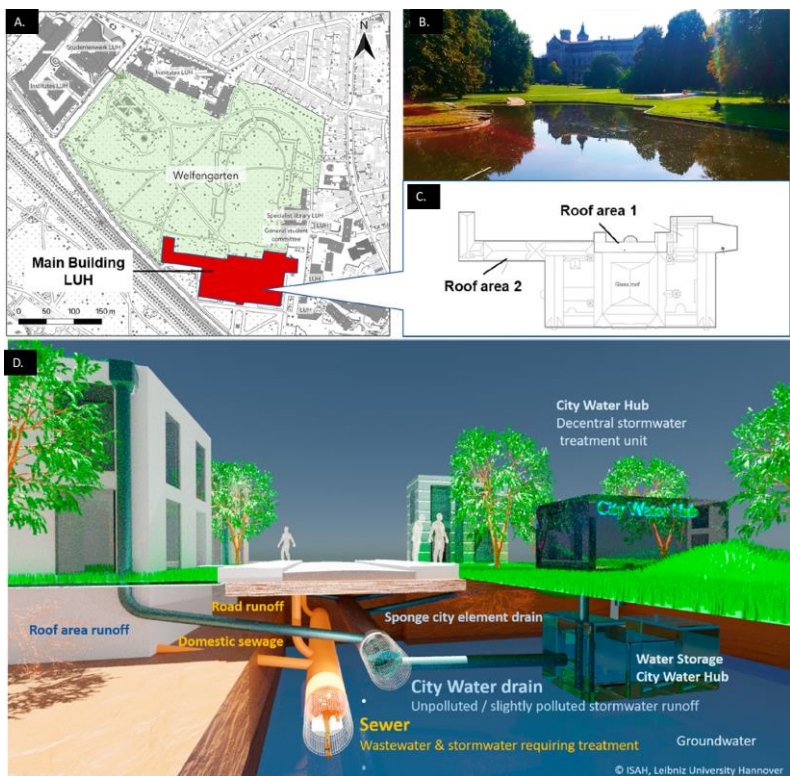 A.
N
Studentenwerk LUH
Institutes LUH
Institutes LUH
Welfengarten
Specialist library LUH
General student
committee
LUH
Main Building
LUH
LUH
LUH
0 50 100 150 m
B.
C.
Roof area 1
Roof area 2
Glass roof
D.
City Water Hub
Decentral stormwater
treatment unit
City Water Hub
Road runoff
Roof area runoff
Domestic sewage
Sponge city element drain
Water Storage
City Water Hub
City Water drain
Unpolluted / slightly polluted stormwater runoff
Sewer
Wastewater & stormwater requiring treatment
Groundwater
© ISAH, Leibniz University Hannover